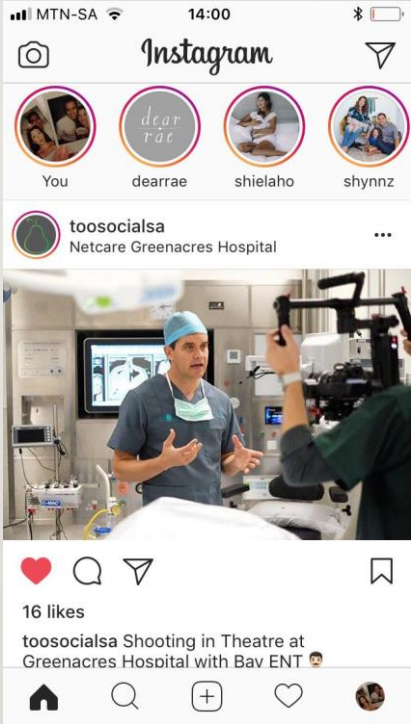 MTN-SA 14:00
Instagram
dear
rae
You dearrae shielaho shynnz
toosocialsa
Netcare Greenacres Hospital
C-MAC
16 likes
toosocialsa Shooting in Theatre at
Greenacres Hospital with Bay ENT